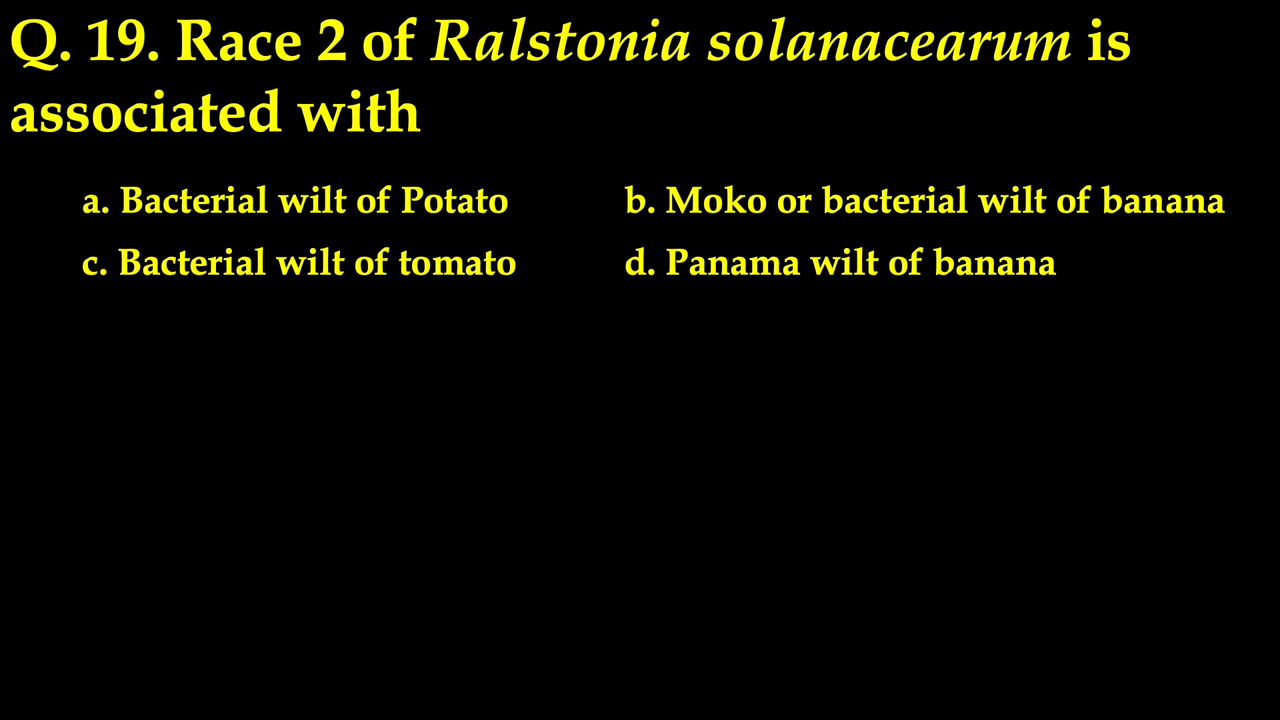 Q. 19. Race 2 of Ralstonia solanacearum is
associated with
a. Bacterial wilt of Potato b. Moko or bacterial wilt of banana
c. Bacterial wilt of tomato d. Panama wilt of banana